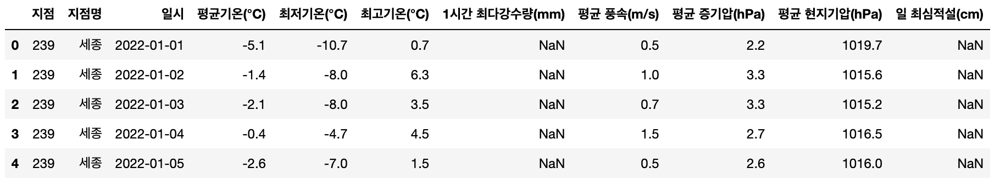 지점 지점명 일시 평균기온(°C) 최저기온(°C) 최고기온(°C) 1시간 최다강수량(mm) 평균 풍속(m/s) 평균 증기압(hPa) 평균 현지기압(hPa) 일 최심적설(cm)
0 239 세종 2022-01-01 -5.1 -10.7 0.7 NaN 0.5 2.2 1019.7 NaN
1 239 세종 2022-01-02 -1.4 -8.0 6.3 NaN 1.0 3.3 1015.6 NaN
2 239 세종 2022-01-03 -2.1 -8.0 3.5 NaN 0.7 3.3 1015.2 NaN
3 239 세종 2022-01-04 -0.4 -4.7 4.5 NaN 1.5 2.7 1016.5 NaN
4 239 세종 2022-01-05 -2.6 -7.0 1.5 NaN 0.5 2.6 1016.0 NaN